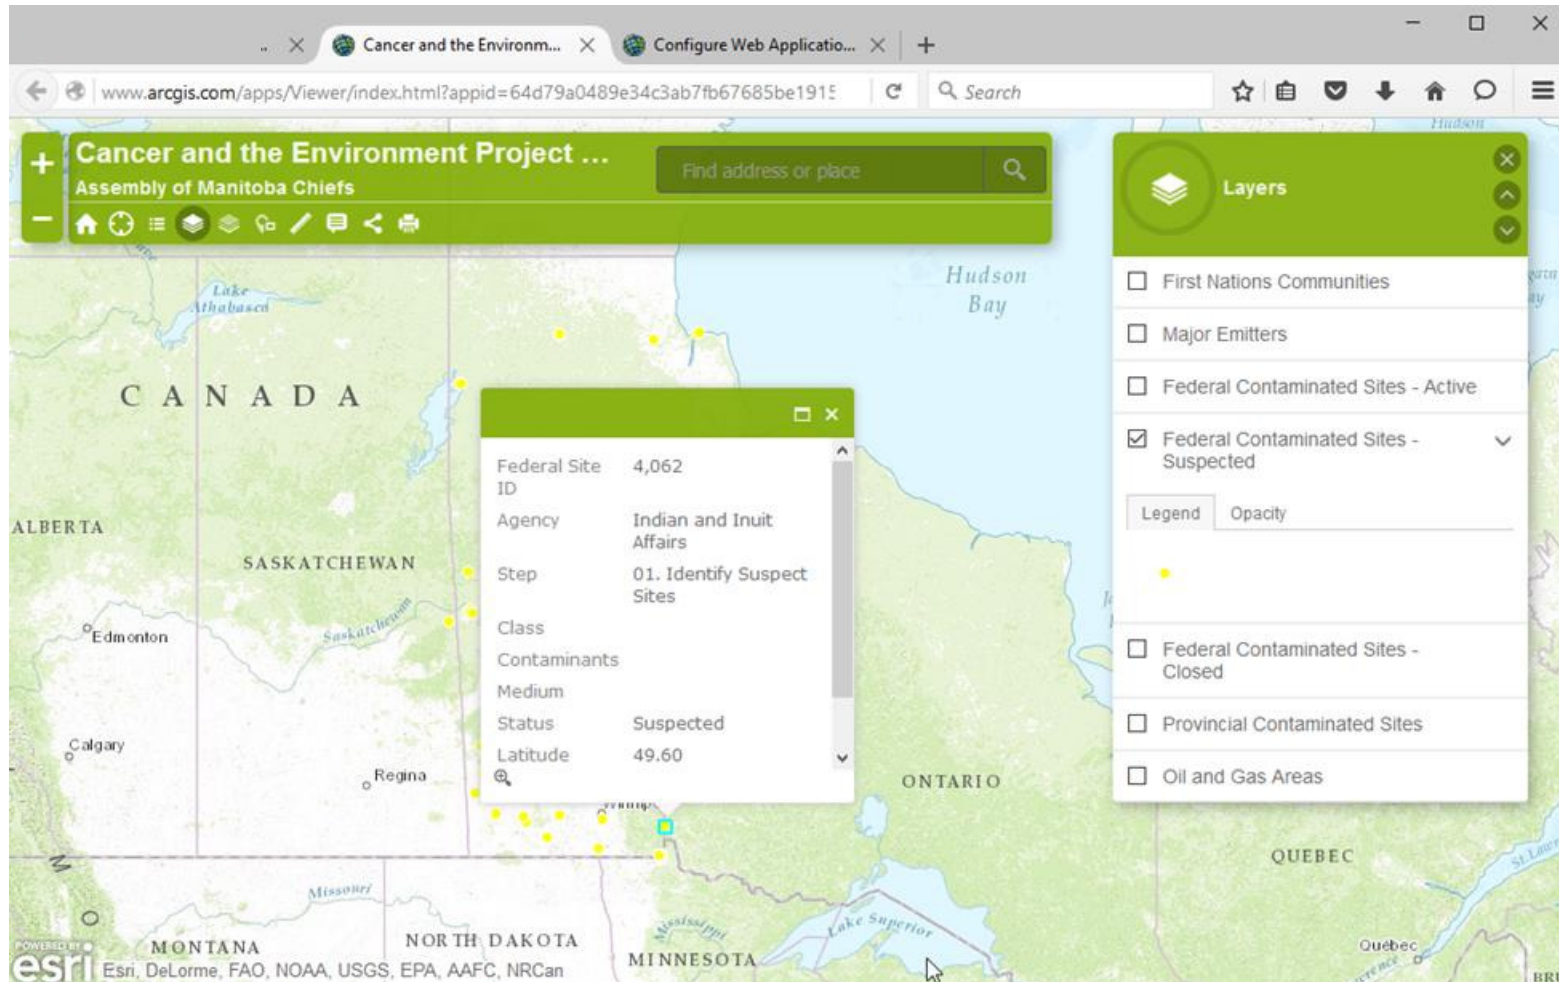 Cancer and the Environm...
Configure Web Applicatio...
www.arcgis.com/apps/Viewer/index.html?appid=64d79a0489e34c3ab7fb67685be1915
Search
Cancer and the Environment Project ...
Assembly of Manitoba Chiefs
Find address or place
Layers
First Nations Communities
Major Emitters
Federal Contaminated Sites - Active
Federal Contaminated Sites -
Suspected
Legend Opacity
Federal Contaminated Sites -
Closed
Provincial Contaminated Sites
Oil and Gas Areas
Federal Site 4,062
ID
Agency Indian and Inuit
Affairs
Step 01. Identify Suspect
Sites
Class
Contaminants
Medium
Status Suspected
Latitude 49.60
Hudson
Hudson
Bay
Lake
Athabasca
CANADA
ALBERTA
SASKATCHEWAN
Edmonton
Saskatchewan
Calgary
Regina
ONTARIO
QUEBEC
Missouri
Mississippi
Lake Superior
MONTANA
NORTH DAKOTA
MINNESOTA
Québec
POWERED BY
esri
Esri, DeLorme, FAO, NOAA, USGS, EPA, AAFC, NRCan